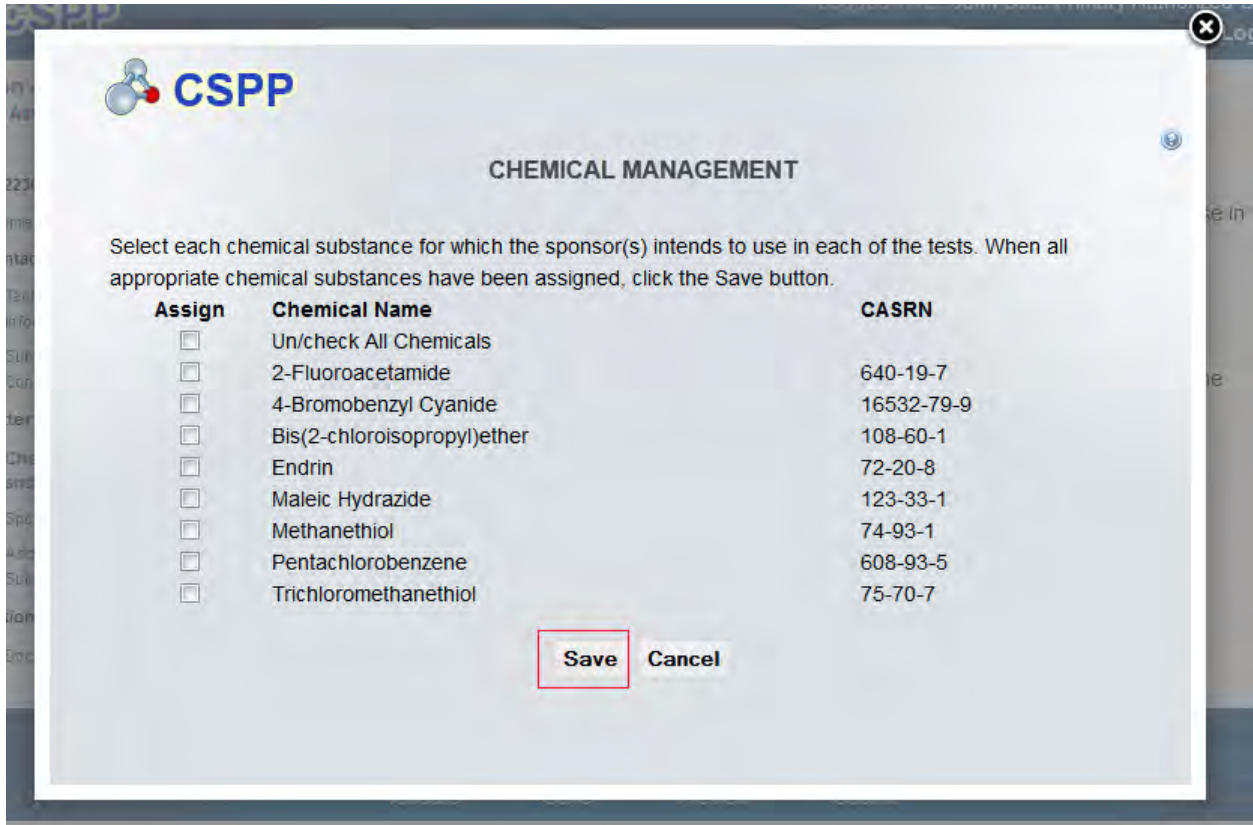 CSPP
CSPP
CHEMICAL MANAGEMENT
Select each chemical substance for which the sponsor(s) intends to use in each of the tests. When all
appropriate chemical substances have been assigned, click the Save button.
Assign Chemical Name CASRN
Un/check All Chemicals
2-Fluoroacetamide 640-19-7
4-Bromobenzyl Cyanide 16532-79-9
Bis(2-chloroisopropyl)ether 108-60-1
Endrin 72-20-8
Maleic Hydrazide 123-33-1
Methanethiol 74-93-1
Pentachlorobenzene 608-93-5
Trichloromethanethiol 75-70-7
Save Cancel